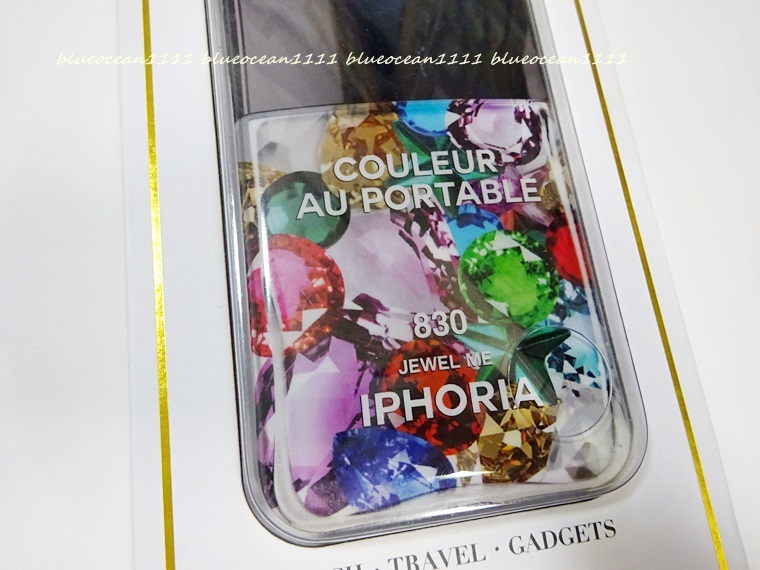 blueocean1111 blueocean1111 blueocean1111 blueocean1111
COULEUR
AU PORTABLE
830
JEWEL ME
IPHORIA
· TRAVEL · GADGETS